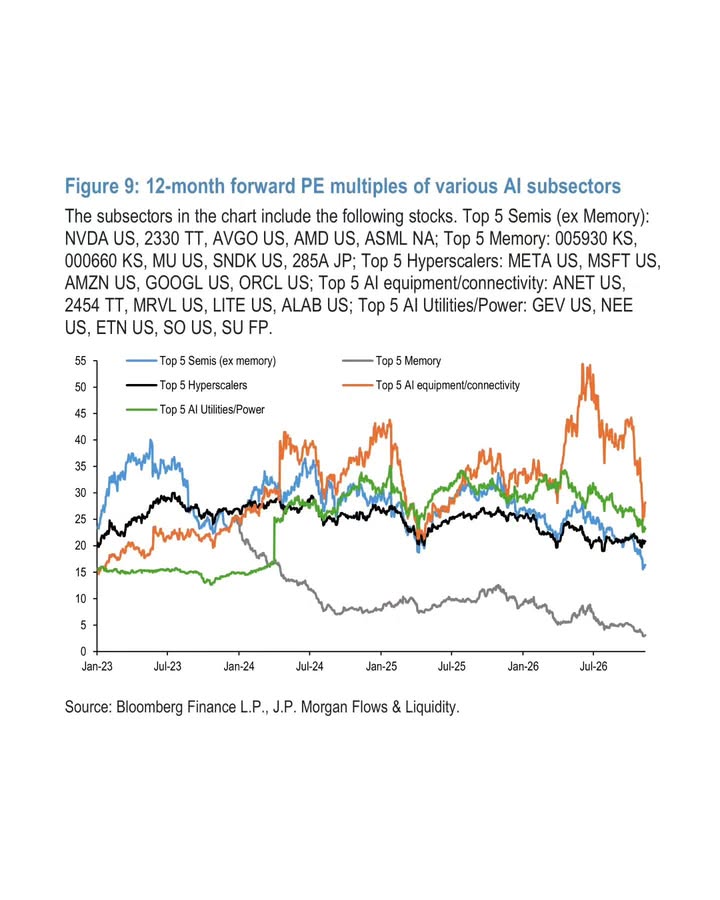 Figure 9: 12-month forward PE multiples of various AI subsectors
The subsectors in the chart include the following stocks. Top 5 Semis (ex Memory):
NVDA US, 2330 TT, AVGO US, AMD US, ASML NA; Top 5 Memory: 005930 KS,
000660 KS, MU US, SNDK US, 285A JP; Top 5 Hyperscalers: META US, MSFT US,
AMZN US, GOOGL US, ORCL US; Top 5 AI equipment/connectivity: ANET US,
2454 TT, MRVL US, LITE US, ALAB US; Top 5 AI Utilities/Power: GEV US, NEE
US, ETN US, SO US, SU FP.
Top 5 Semis (ex memory)
Top 5 Memory
Top 5 Hyperscalers
Top 5 AI equipment/connectivity
Top 5 AI Utilities/Power
55
50
45
40
35
30
25
20
15
10
5
0
Jan-23 Jul-23 Jan-24 Jul-24 Jan-25 Jul-25 Jan-26 Jul-26
Source: Bloomberg Finance L.P., J.P. Morgan Flows & Liquidity.